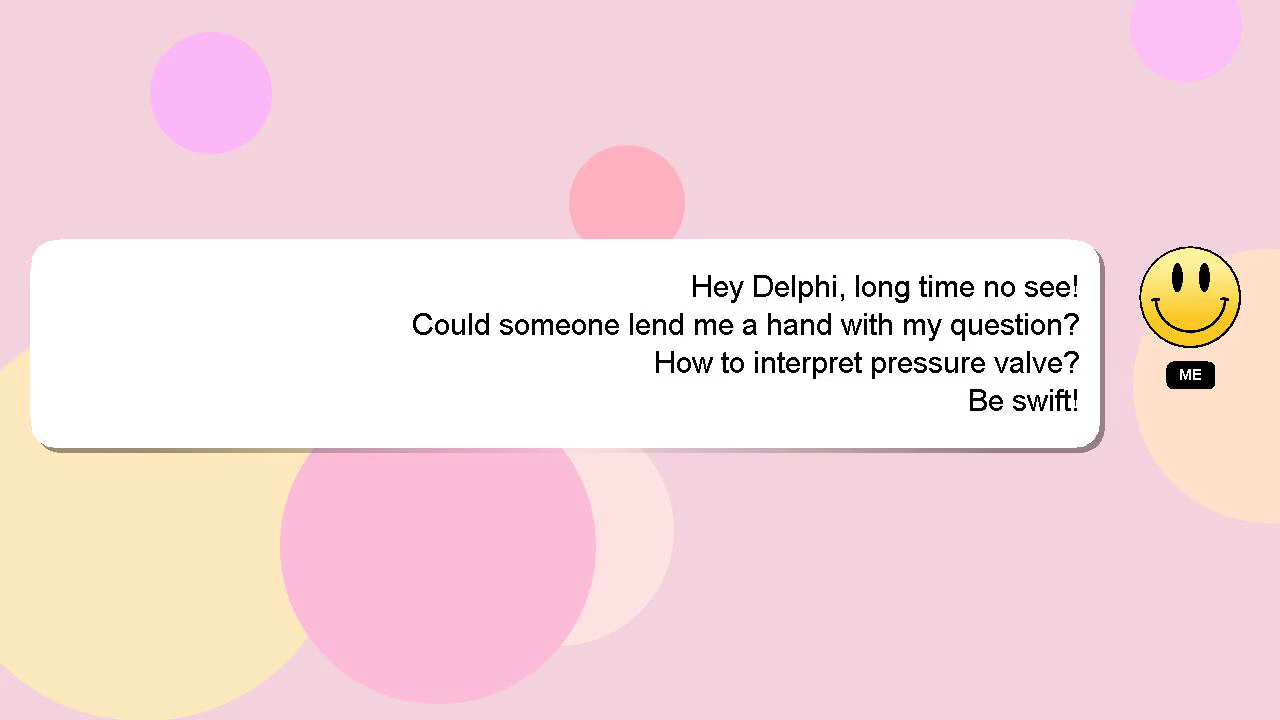 Hey Delphi, long time no see!
Could someone lend me a hand with my question?
How to interpret pressure valve?
Be swift!
ME